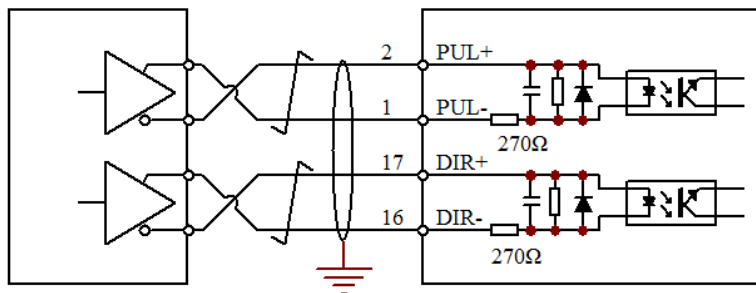 2 PUL+
1 PUL-
270Ω
17 DIR+
16 DIR-
270Ω